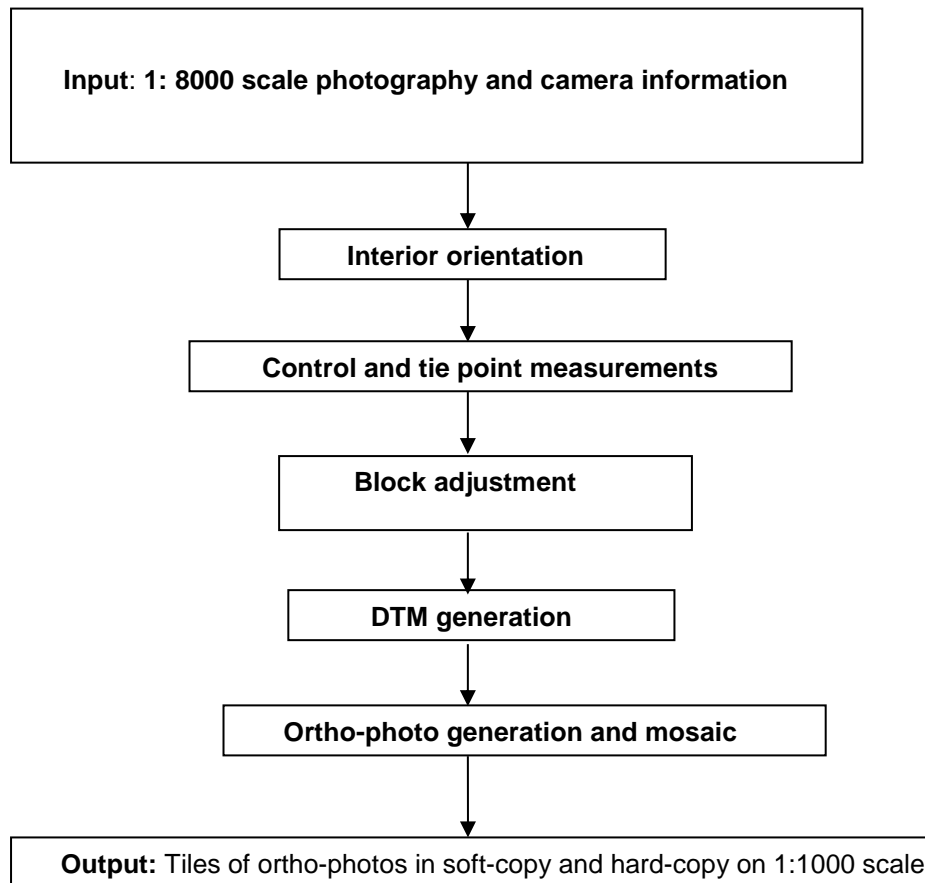 Input: 1: 8000 scale photography and camera information
Interior orientation
Control and tie point measurements
Block adjustment
DTM generation
Ortho-photo generation and mosaic
Output: Tiles of ortho-photos in soft-copy and hard-copy on 1:1000 scale